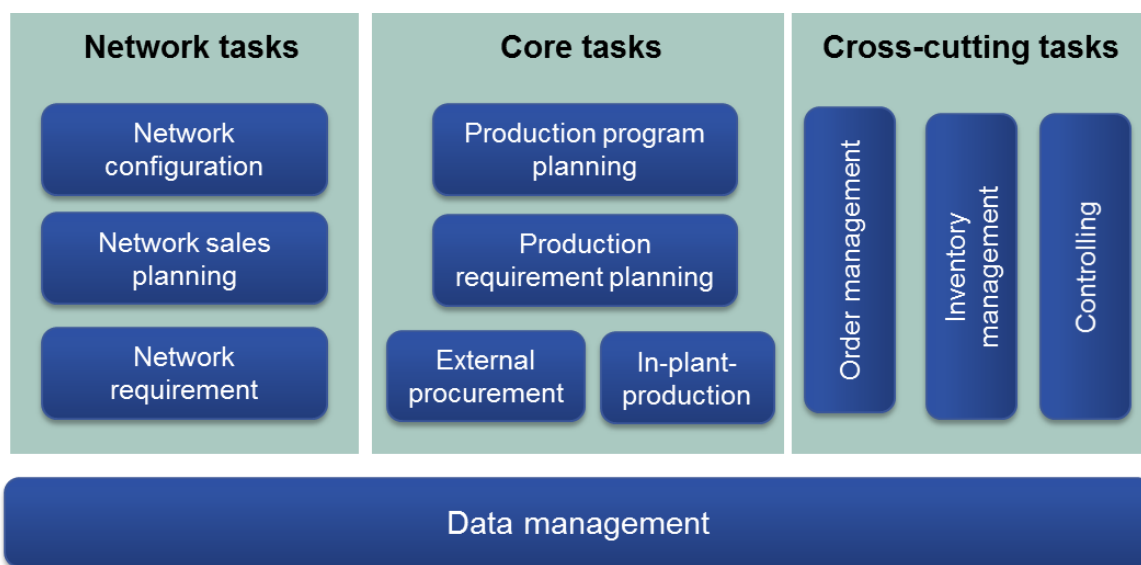 Network tasks
Network
configuration
Network sales
planning
Network
requirement
Core tasks
Production program
planning
Production
requirement planning
External
procurement
In-plant-
production
Cross-cutting tasks
Order management
Inventory
management
Controlling
Data management